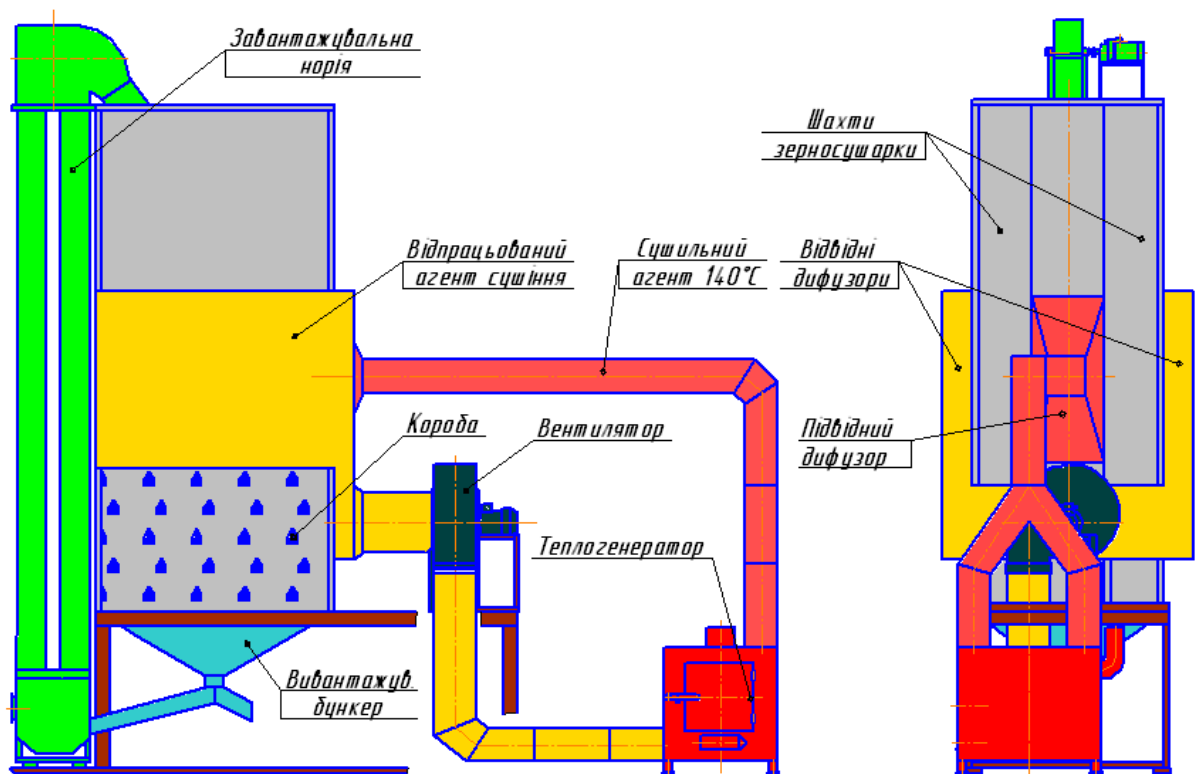 Завантажувальна
норія
Шахти
зерносушарки
Відпрацьований
агент сушіння
Сушильний
агент 140°С
Відвідні
дифузори
Короба
Вентилятор
Підвідний
дифузор
Теплогенератор
Вивантажув.
бункер